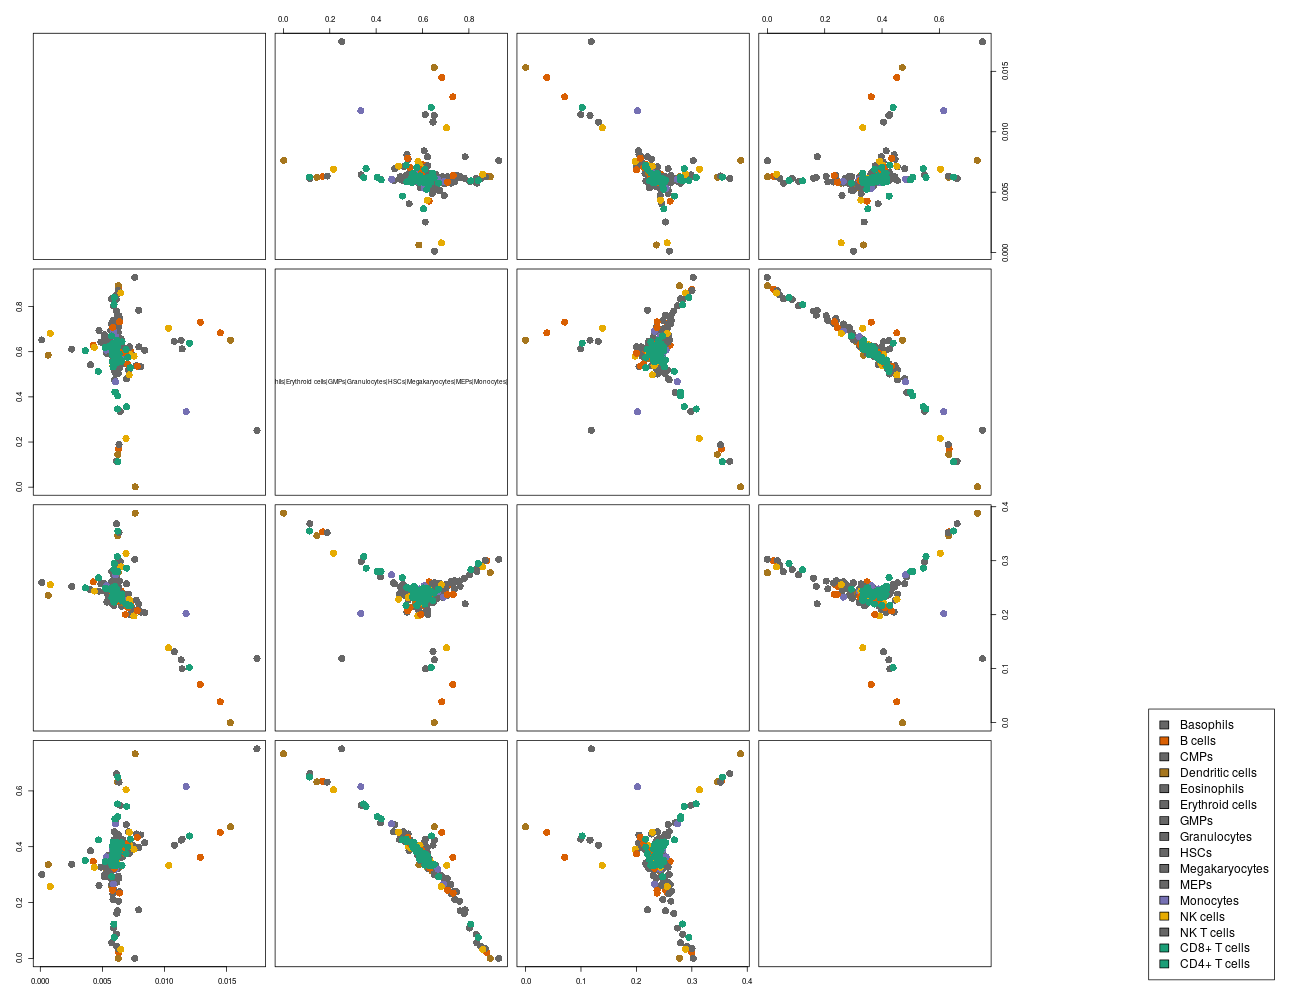 0.0 0.2 0.4 0.6 0.8
0.0 0.2 0.4 0.6
0.000 0.005 0.010 0.015
0.0 0.2 0.4 0.6 0.8
hils|Erythroid cells|GMPs|Granulocytes|HSCs|Megakaryocytes|MEPs|Monocytes|
0.0 0.1 0.2 0.3 0.4
0.0 0.2 0.4 0.6
0.000 0.005 0.010 0.015
0.0 0.1 0.2 0.3 0.4
Basophils
B cells
CMPs
Dendritic cells
Eosinophils
Erythroid cells
GMPs
Granulocytes
HSCs
Megakaryocytes
MEPs
Monocytes
NK cells
NK T cells
CD8+ T cells
CD4+ T cells